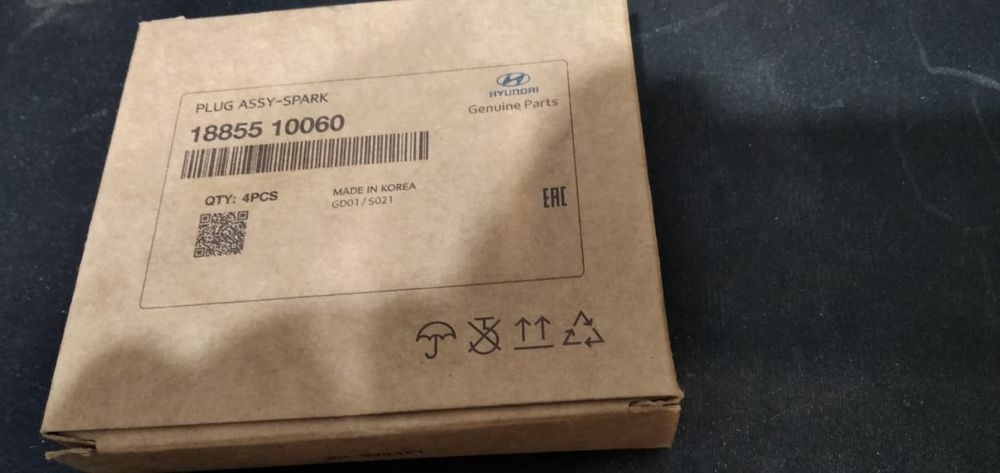 PLUG ASSY-SPARK
18855 10060
HYUNDAI
Genuine Parts
QTY: 4PCS
MADE IN KOREA
GD01/S021
EAC